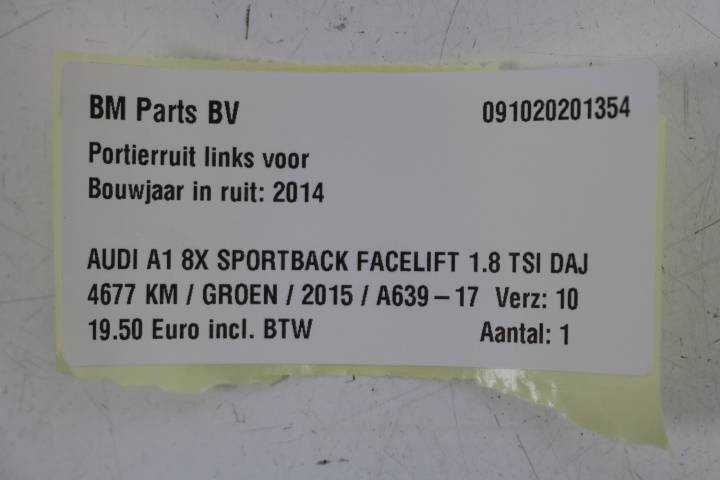 BM Parts BV 091020201354
Portierruit links voor
Bouwjaar in ruit: 2014
AUDI A1 8X SPORTBACK FACELIFT 1.8 TSI DAJ
4677 KM / GROEN / 2015 / A639-17 Verz: 10
19.50 Euro incl. BTW Aantal: 1